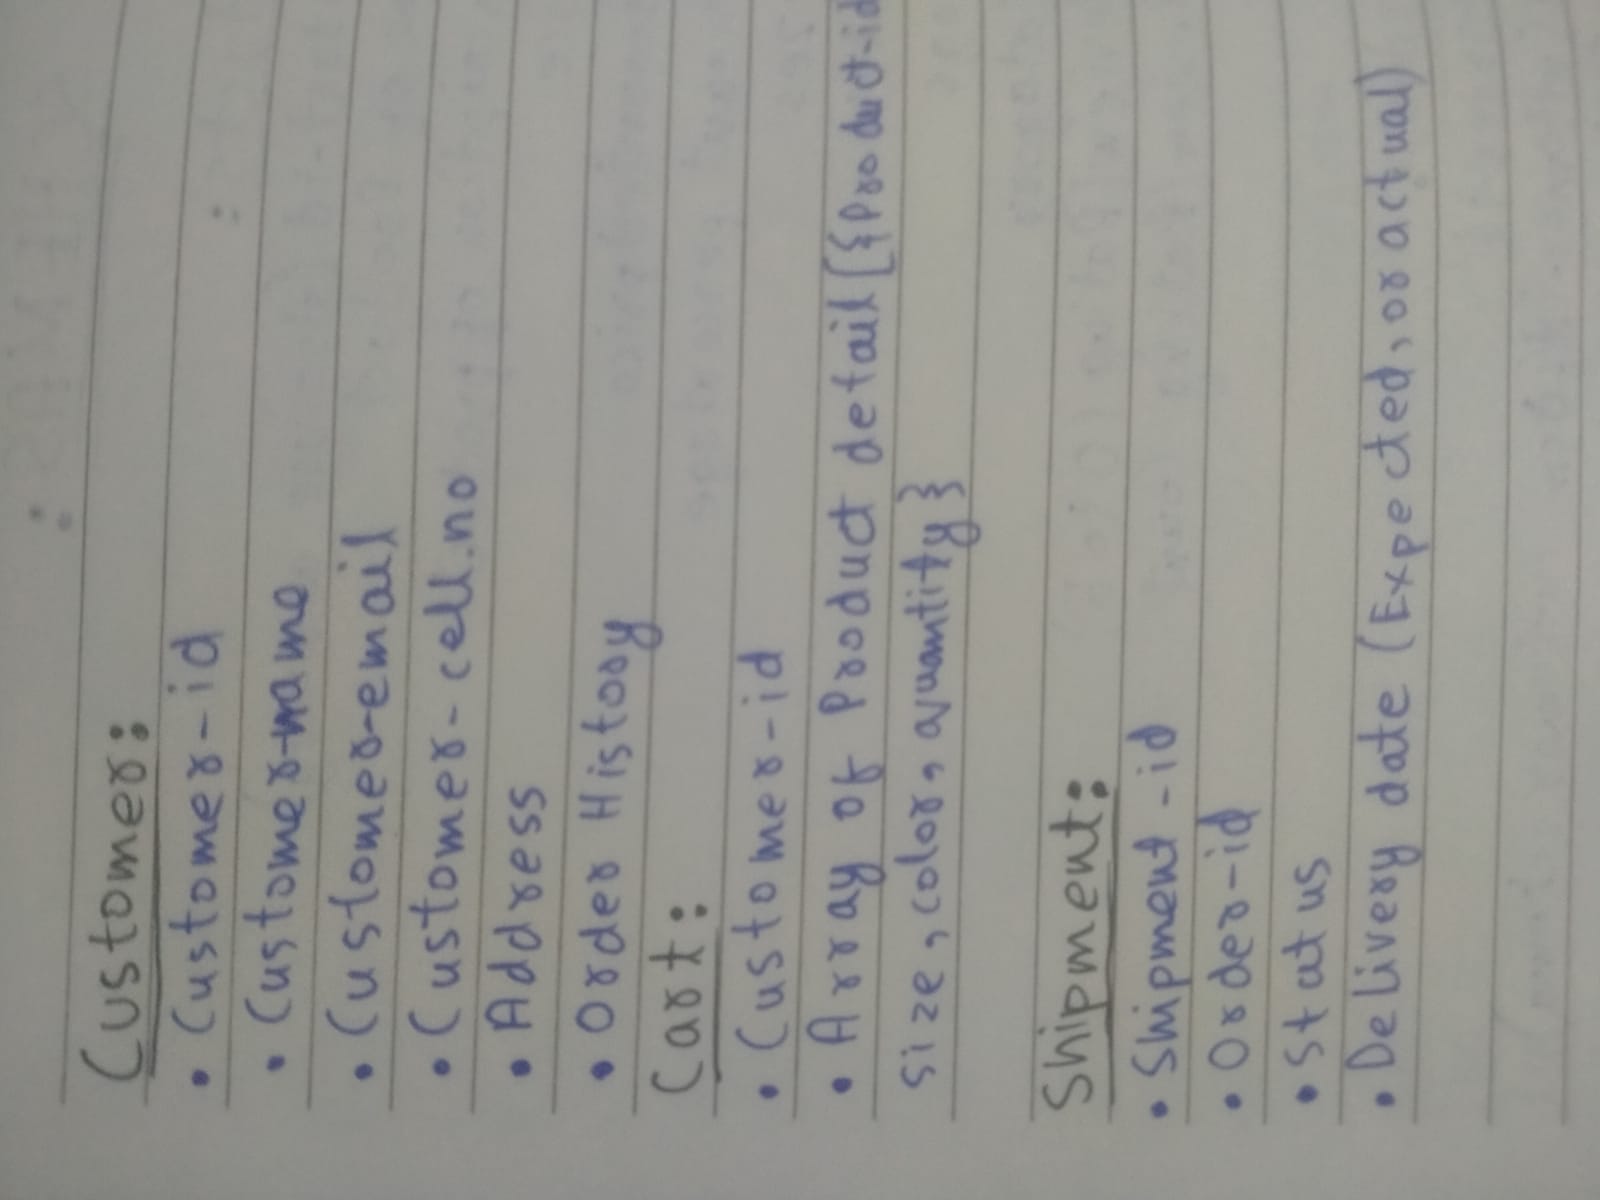 Customer:
• Customer-id
• Customer-name
• Customer-email
• Customer-cell.no
• Address
• Order History
Cart:
• Customer-id
• Array of Product detail [{Product-id
size, color, quantity}
Shipment:
• Shipment-id
• Order-id
• Status
• Delivery date (Expected, or actual)